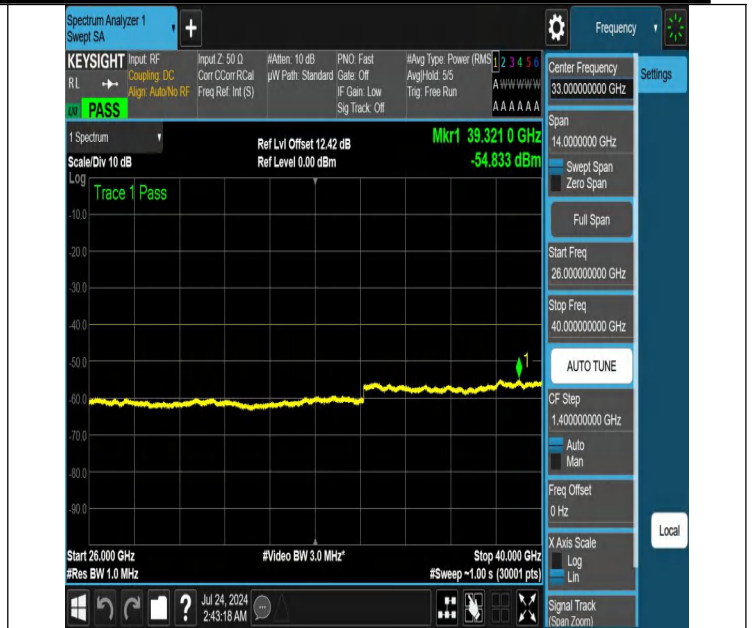 Spectrum Analyzer 1
Swept SA
Frequency
KEYSIGHT
RL
PASS
Input: RF
Coupling: DC
Align: Auto/No RF
Input Z: 50 Ω
Corr CCorr RCal
Freq Ref: Int (S)
#Atten: 10 dB
µW Path: Standard
PNO: Fast
Gate: Off
IF Gain: Low
Sig Track: Off
#Avg Type: Power (RMS
Avg|Hold: 5/5
Trig: Free Run
1 2 3 4 5 6
A W W W W W
A A A A A A
1 Spectrum
Scale/Div 10 dB
Ref Lvl Offset 12.42 dB
Ref Level 0.00 dBm
Mkr1 39.321 0 GHz
-54.833 dBm
Log
Trace 1 Pass
-10.0
-20.0
-30.0
-40.0
-50.0
1
-60.0
-70.0
-80.0
-90.0
Start 26.000 GHz
#Res BW 1.0 MHz
#Video BW 3.0 MHz*
Stop 40.000 GHz
#Sweep ~1.00 s (30001 pts)
Center Frequency
33.000000000 GHz
Settings
Span
14.0000000 GHz
Swept Span
Zero Span
Full Span
Start Freq
26.000000000 GHz
Stop Freq
40.000000000 GHz
AUTO TUNE
CF Step
1.400000000 GHz
Auto
Man
Freq Offset
0 Hz
X Axis Scale
Log
Lin
Local
Signal Track
(Span Zoom)
?
Jul 24, 2024
2:43:18 AM